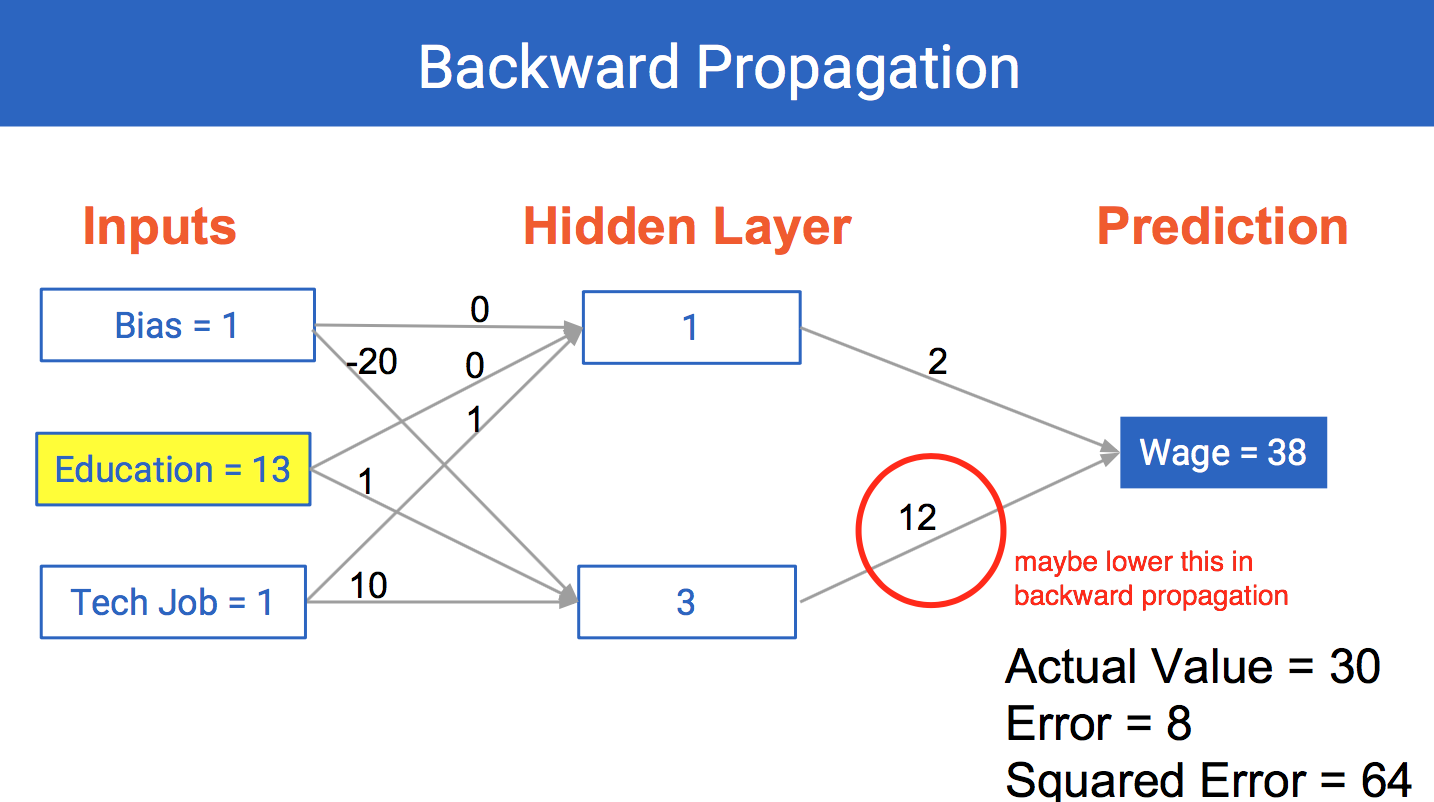 Backward Propagation
Inputs
Hidden Layer
Prediction
Bias = 1
0
1
-20
0
2
1
Education = 13
1
Wage = 38
12
Tech Job = 1
10
3
maybe lower this in
backward propagation
Actual Value = 30
Error = 8
Squared Error = 64